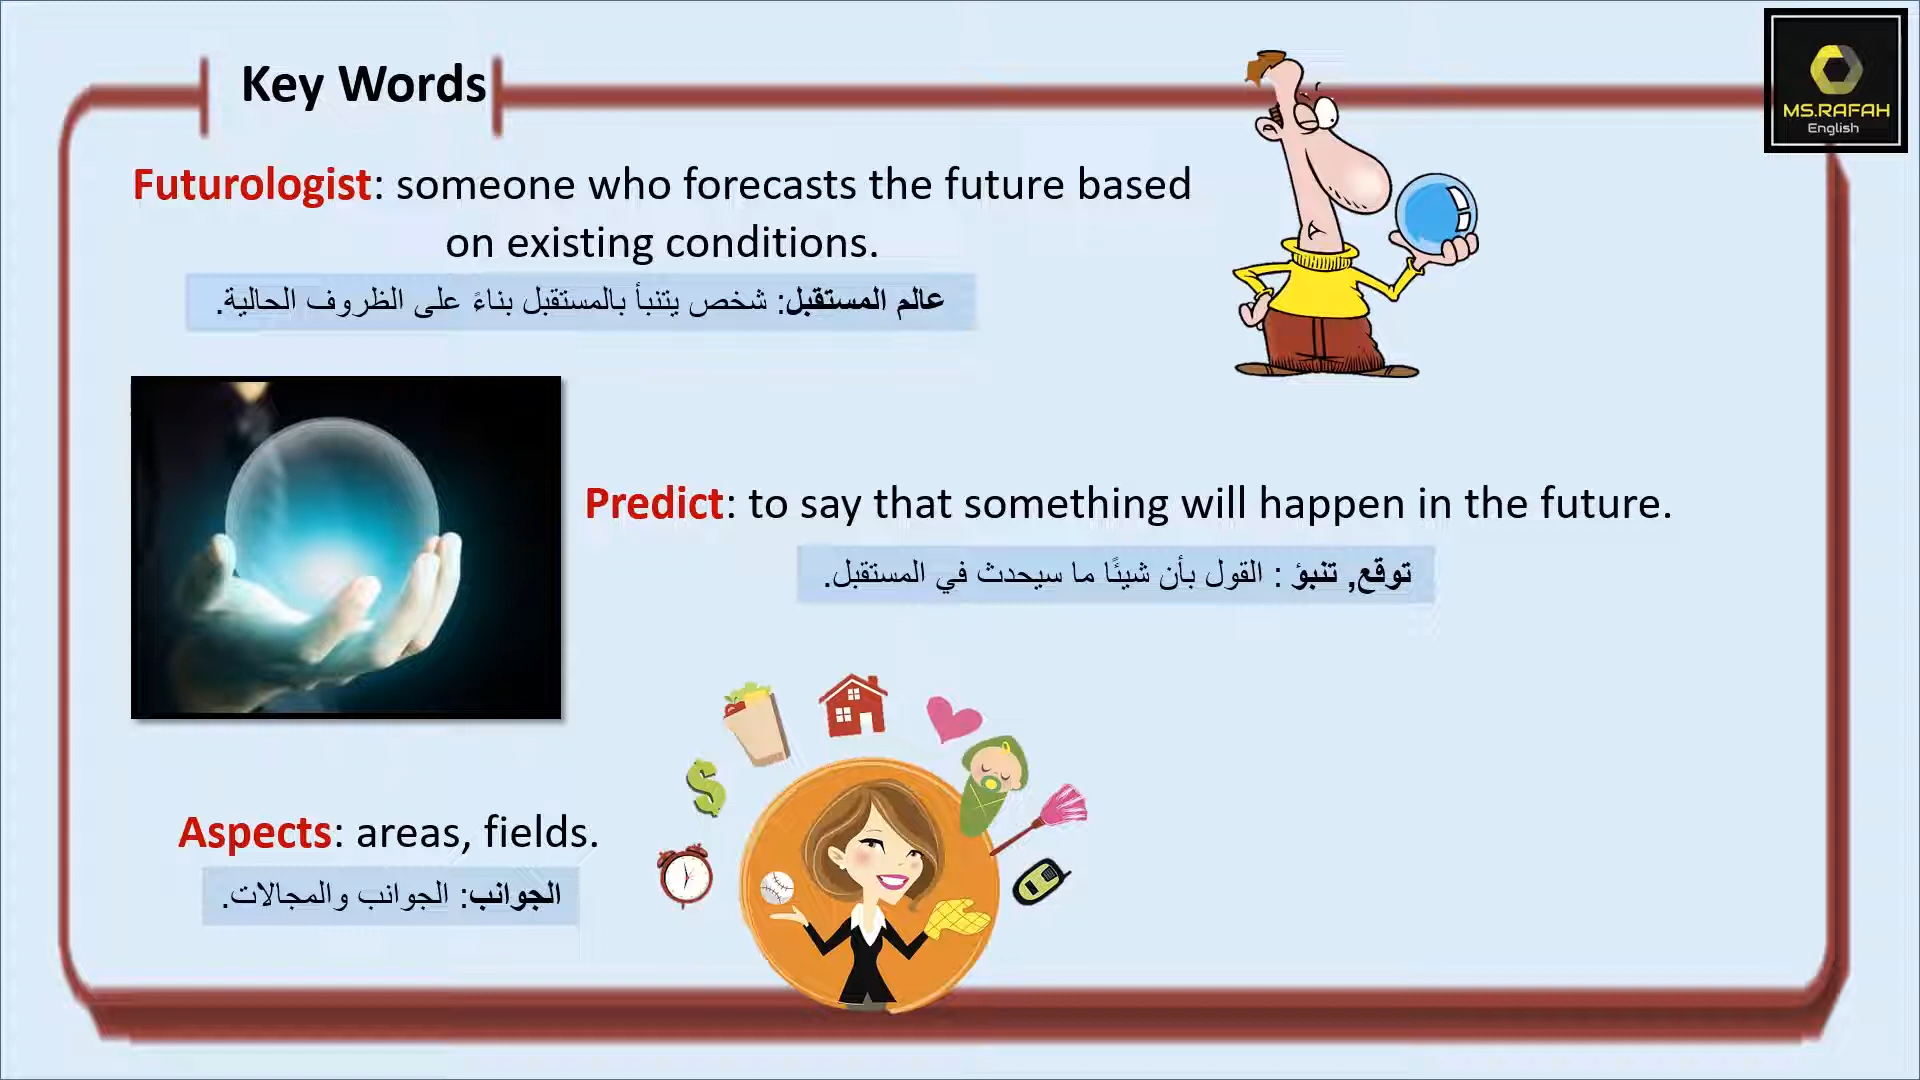 Key Words
MS.RAFAH
English
Futurologist: someone who forecasts the future based
on existing conditions.
عالم المستقبل: شخص يتنبأ بالمستقبل بناءً على الظروف الحالية.
Predict: to say that something will happen in the future.
توقع, تنبؤ : القول بأن شيئًا ما سيحدث في المستقبل.
Aspects: areas, fields.
الجوانب: الجوانب والمجالات.